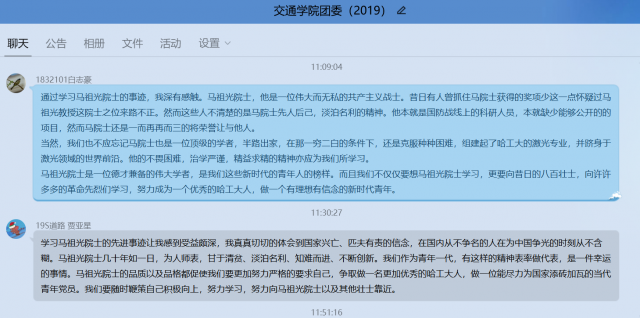 交通学院团委（2019）
聊天 公告 相册 文件 活动 设置
11:09:04
1832101白志豪
通过学习马祖光院士的事迹，我深有感触。马祖光院士，他是一位伟大而无私的共产主义战士。昔日有人曾抓住马院士获得的奖项少这一点怀疑过马
祖光教授这院士之位来路不正。然而这些人不清楚的是马院士先人后己，淡泊名利的精神。他本就是国防战线上的科研人员，本就缺少能够公开的的
项目，然而马院士还是一而再再而三的将荣誉让与他人。
当然，我们也不应忘记马院士也是一位顶级的学者，半路出家，在那一穷二白的条件下，还是克服种种困难，组建起了哈工大的激光专业，并跻身于
激光领域的世界前沿。他的不畏困难，治学严谨，精益求精的精神亦应为我们所学习。
马祖光院士是一位德才兼备的伟大学者，是我们这些新时代的青年人的榜样。而且我们不仅仅要想马祖光院士学习，更要向昔日的八百壮士，向许许
多多的革命先烈们学习，努力成为一个优秀的哈工大人，做一个有理想有信念的新时代青年。
11:30:27
19S道路 贾亚星
学习马祖光院士的先进事迹让我感到受益颇深，我真真切切的体会到国家兴亡、匹夫有责的信念，在国内从不争名的人在为中国争光的时刻从不含
糊。马祖光院士几十年如一日，为人师表，甘于清贫、淡泊名利、知难而进、不断创新。我们作为青年一代，有这样的精神表率做代表，是一件幸运
的事情。马祖光院士的品质以及品格都促使我们要更加努力严格的要求自己，争取做一名更加优秀的哈工大人，做一位能尽力为国家添砖加瓦的当代
青年党员。我们要随时鞭策自己积极向上，努力学习，努力向马祖光院士以及其他壮士靠近。
11:51:16